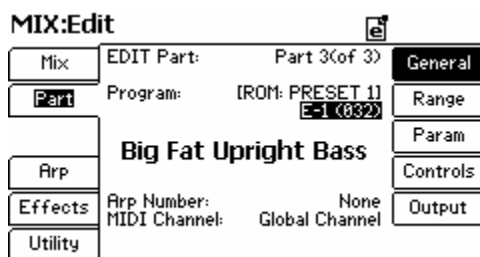 MIX:Edit e
Mix
Part
Arp
Effects
Utility
EDIT Part: Part 3(of 3)
Program: [ROM: PRESET 1]
E-1 (032)
Big Fat Upright Bass
Arp Number: None
MIDI Channel: Global Channel
General
Range
Param
Controls
Output